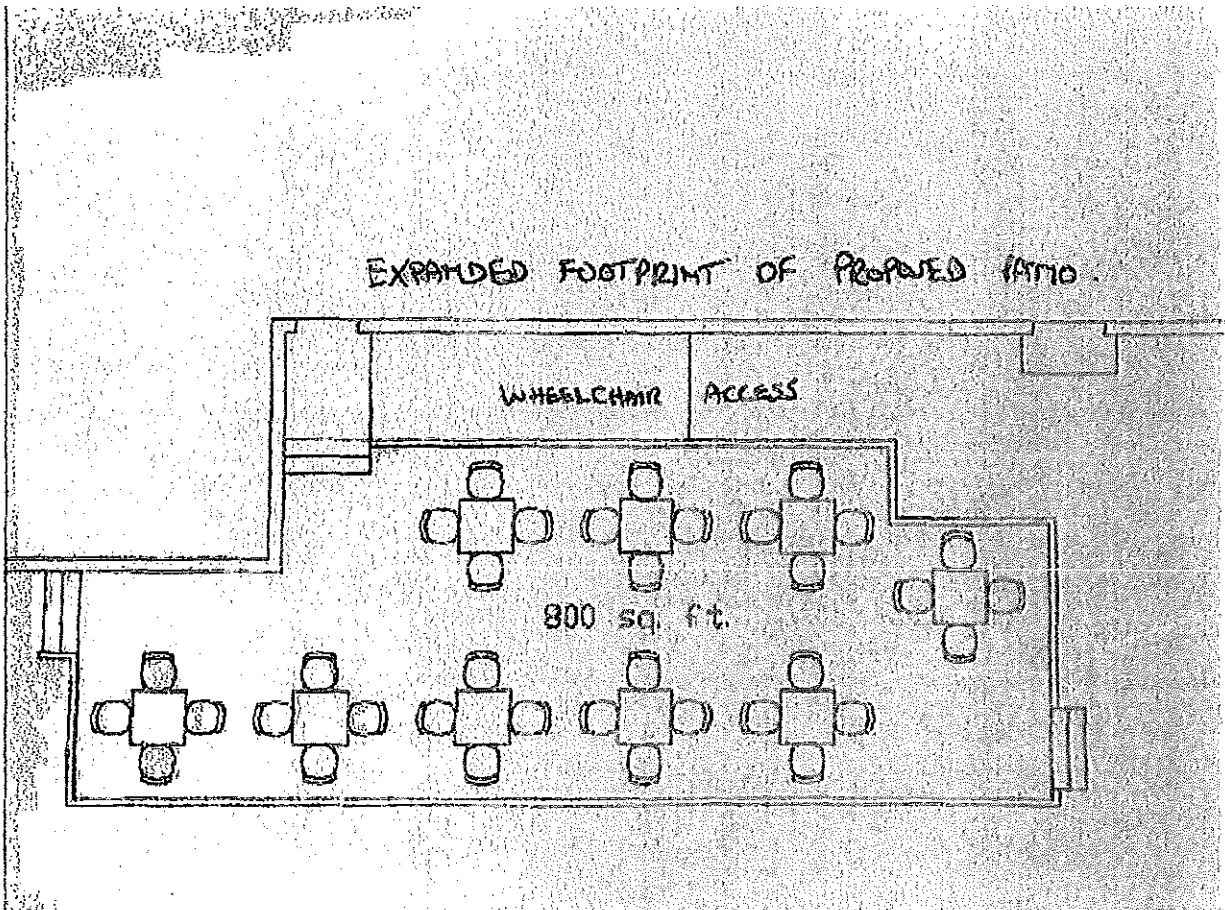 EXPANDED FOOTPRINT OF PROPOSED PATIO.
WHEELCHAIR ACCESS
800 sq. ft.